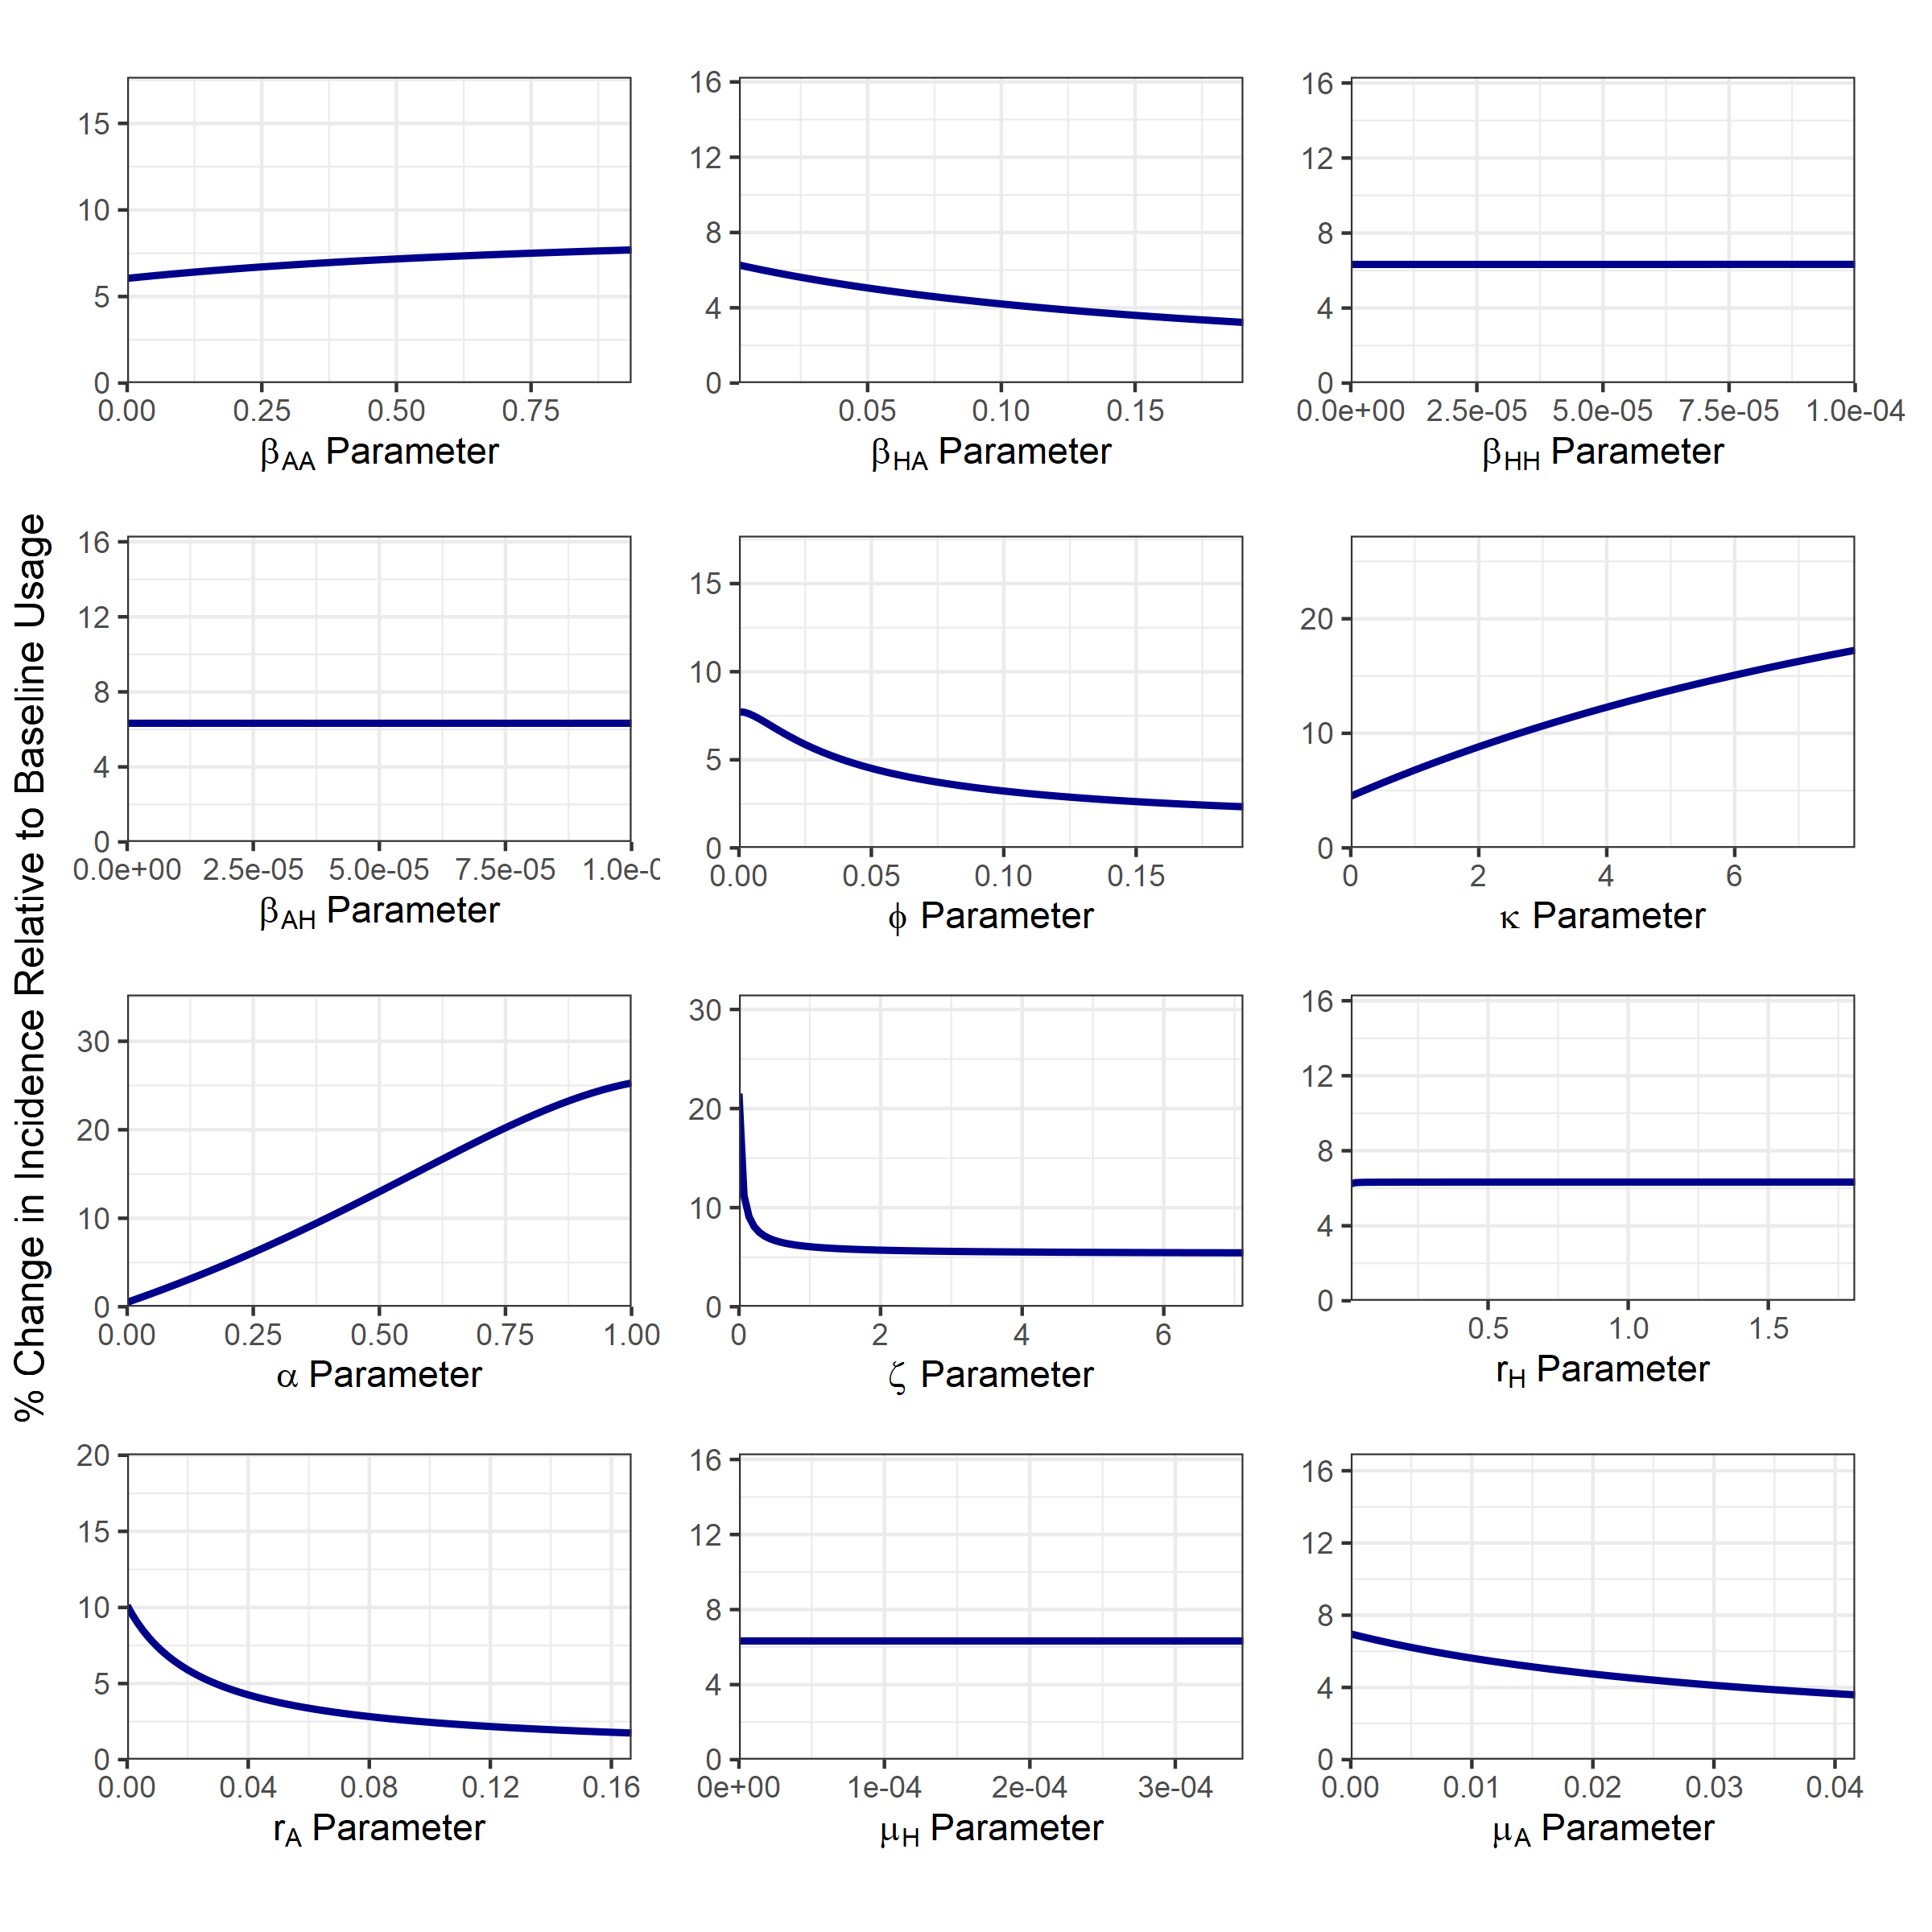 % Change in Incidence Relative to Baseline Usage
15
10
5
0
0.00 0.25 0.50 0.75
βAA Parameter
16
12
8
4
0
0.05 0.10 0.15
βHA Parameter
16
12
8
4
0
0.0e+00 2.5e-05 5.0e-05 7.5e-05 1.0e-04
βHH Parameter
16
12
8
4
0
0.0e+00 2.5e-05 5.0e-05 7.5e-05 1.0e-0
βAH Parameter
15
10
5
0
0.00 0.05 0.10 0.15
ϕ Parameter
20
10
0
0 2 4 6
κ Parameter
30
20
10
0
0.00 0.25 0.50 0.75 1.00
α Parameter
30
20
10
0
0 2 4 6
ζ Parameter
16
12
8
4
0
0.5 1.0 1.5
rH Parameter
20
15
10
5
0
0.00 0.04 0.08 0.12 0.16
rA Parameter
16
12
8
4
0
0e+00 1e-04 2e-04 3e-04
μH Parameter
16
12
8
4
0
0.00 0.01 0.02 0.03 0.04
μA Parameter